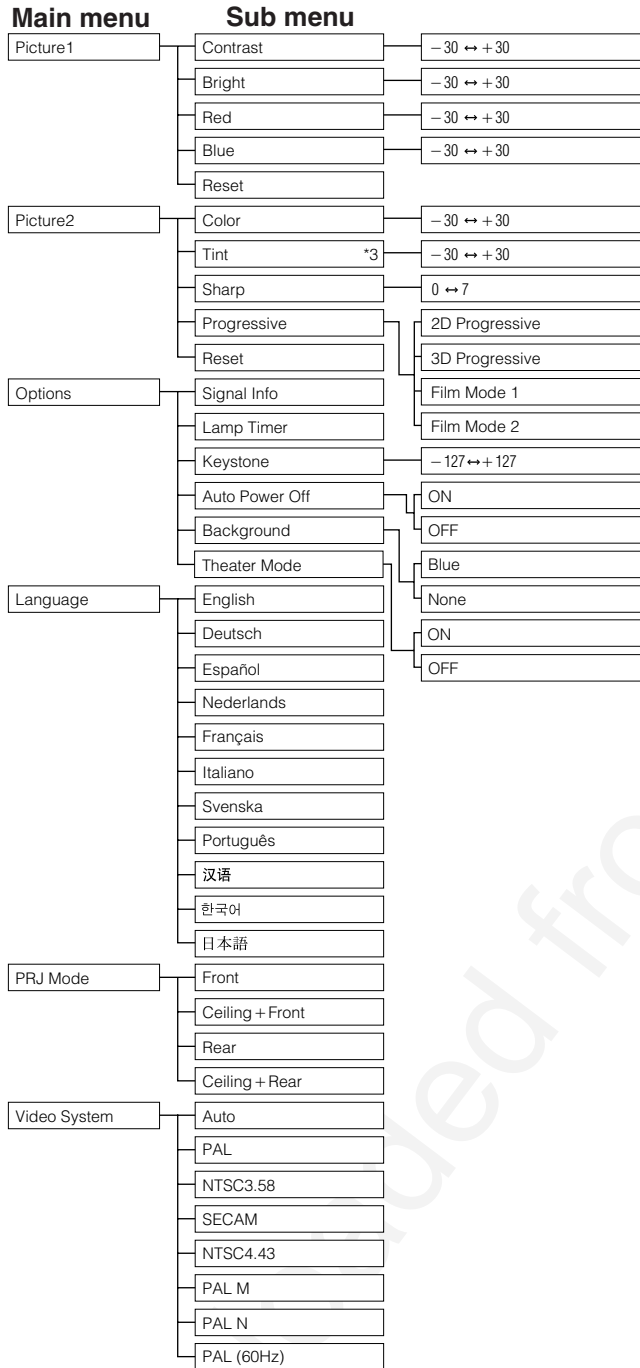 Main menu Sub menu
Picture1 Contrast −30 ↔ +30
Bright −30 ↔ +30
Red −30 ↔ +30
Blue −30 ↔ +30
Reset
Picture2 Color −30 ↔ +30
Tint *3 −30 ↔ +30
Sharp 0 ↔ 7
Progressive 2D Progressive
Reset 3D Progressive
Options Signal Info Film Mode 1
Lamp Timer Film Mode 2
Keystone −127 ↔ +127
Auto Power Off ON
Background OFF
Theater Mode Blue
Language English None
Deutsch ON
Español OFF
Nederlands
Français
Italiano
Svenska
Português
汉语
한국어
日本語
PRJ Mode Front
Ceiling+Front
Rear
Ceiling+Rear
Video System Auto
PAL
NTSC3.58
SECAM
NTSC4.43
PAL M
PAL N
PAL (60Hz)